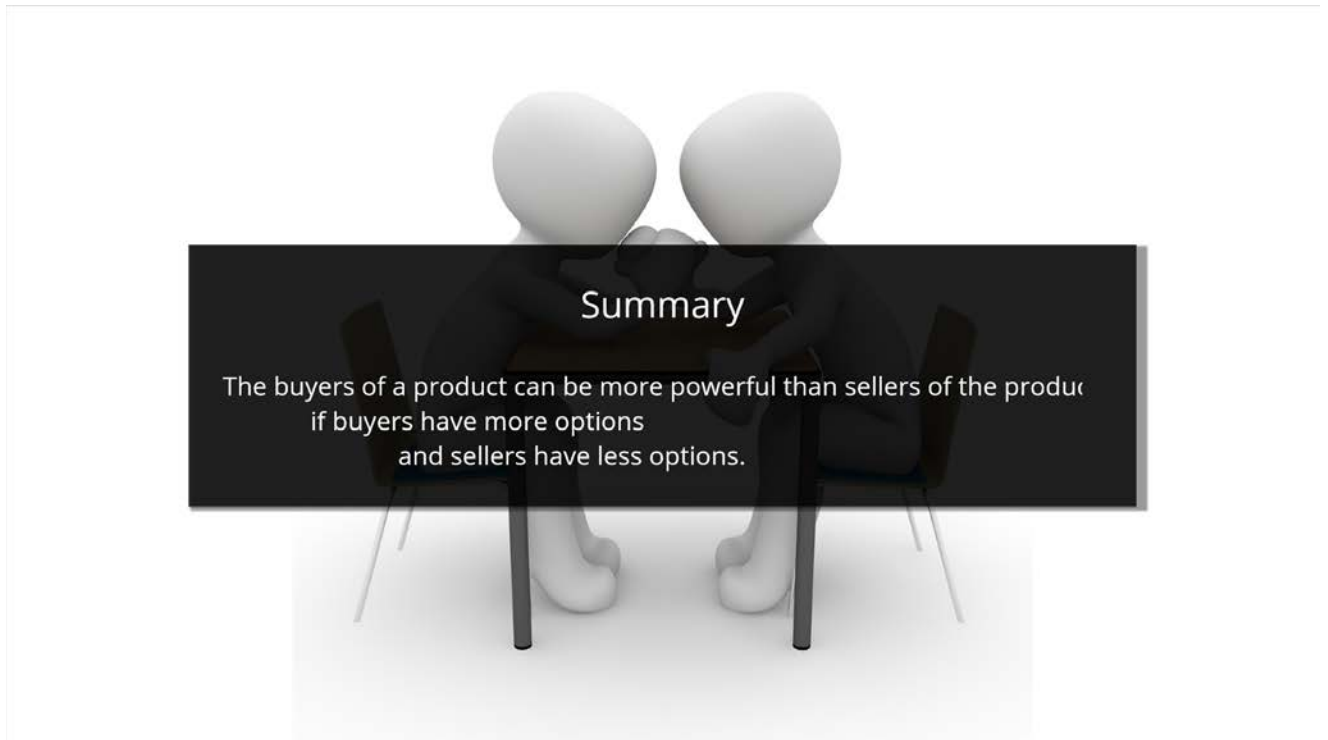 Summary
The buyers of a product can be more powerful than sellers of the produc
if buyers have more options
and sellers have less options.